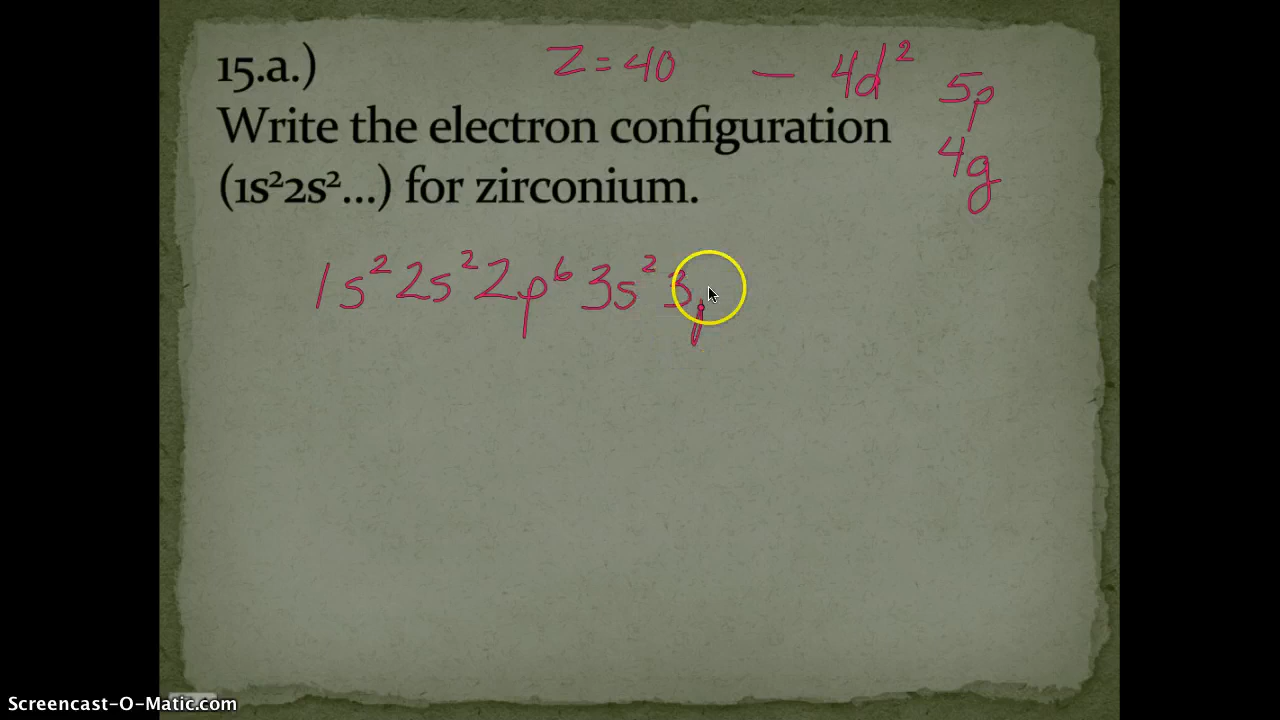 15.a.) Z=40 — 4d² 5p
4g
Write the electron configuration
(1s²2s²...) for zirconium.
1s²2s²2p⁶3s²3p
Screencast-O-Matic.com